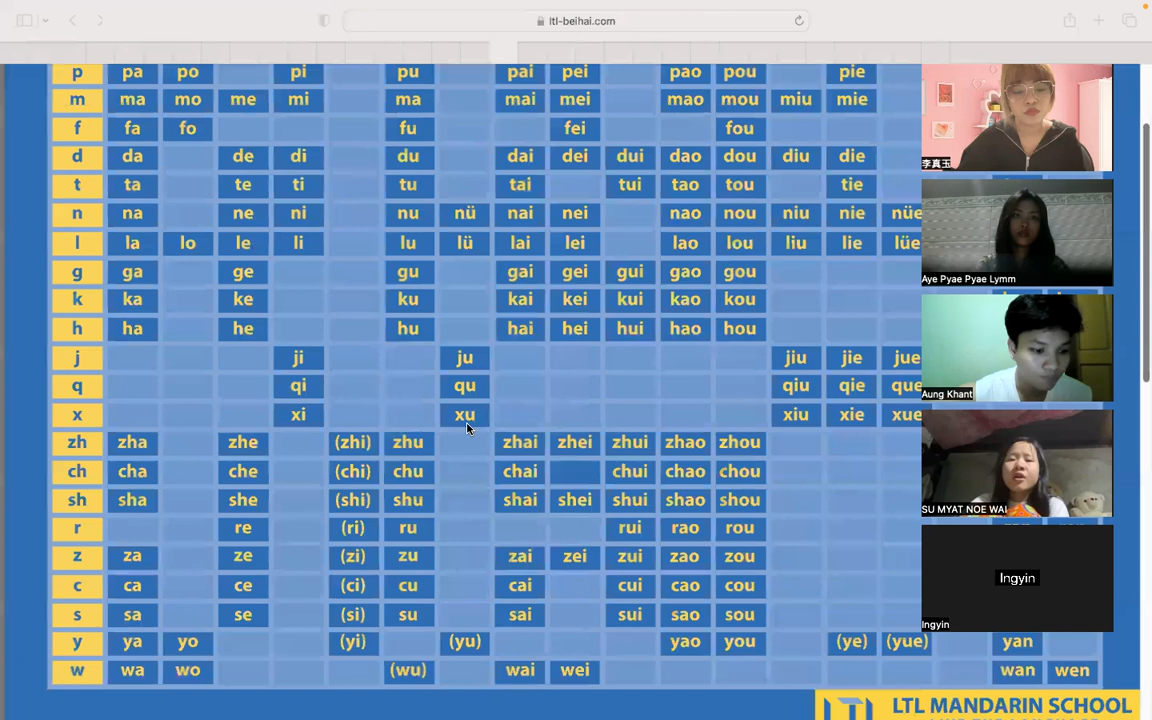 ltl-beihai.com
p pa po pi pu pai pei pao pou pie
m ma mo me mi ma mai mei mao mou miu mie
f fa fo fu fei fou
d da de di du dai dei dui dao dou diu die
t ta te ti tu tai tui tao tou tie
n na ne ni nu nü nai nei nao nou niu nie nüe
l la lo le li lu lü lai lei lao lou liu lie lüe
g ga ge gu gai gei gui gao gou
k ka ke ku kai kei kui kao kou
h ha he hu hai hei hui hao hou
j ji ju jiu jie jue
q qi qu qiu qie que
x xi xu xiu xie xue
zh zha zhe (zhi) zhu zhai zhei zhui zhao zhou
ch cha che (chi) chu chai chui chao chou
sh sha she (shi) shu shai shei shui shao shou
r re (ri) ru rui rao rou
z za ze (zi) zu zai zei zui zao zou
c ca ce (ci) cu cai cui cao cou
s sa se (si) su sai sui sao sou
y ya yo (yi) (yu) yao you (ye) (yue) yan
w wa wo (wu) wai wei wan wen
LTL MANDARIN SCHOOL
李真玉
Aye Pyae Pyae Lymm
Aung Khant
SU MYAT NOE WAI
Ingyin
Ingyin